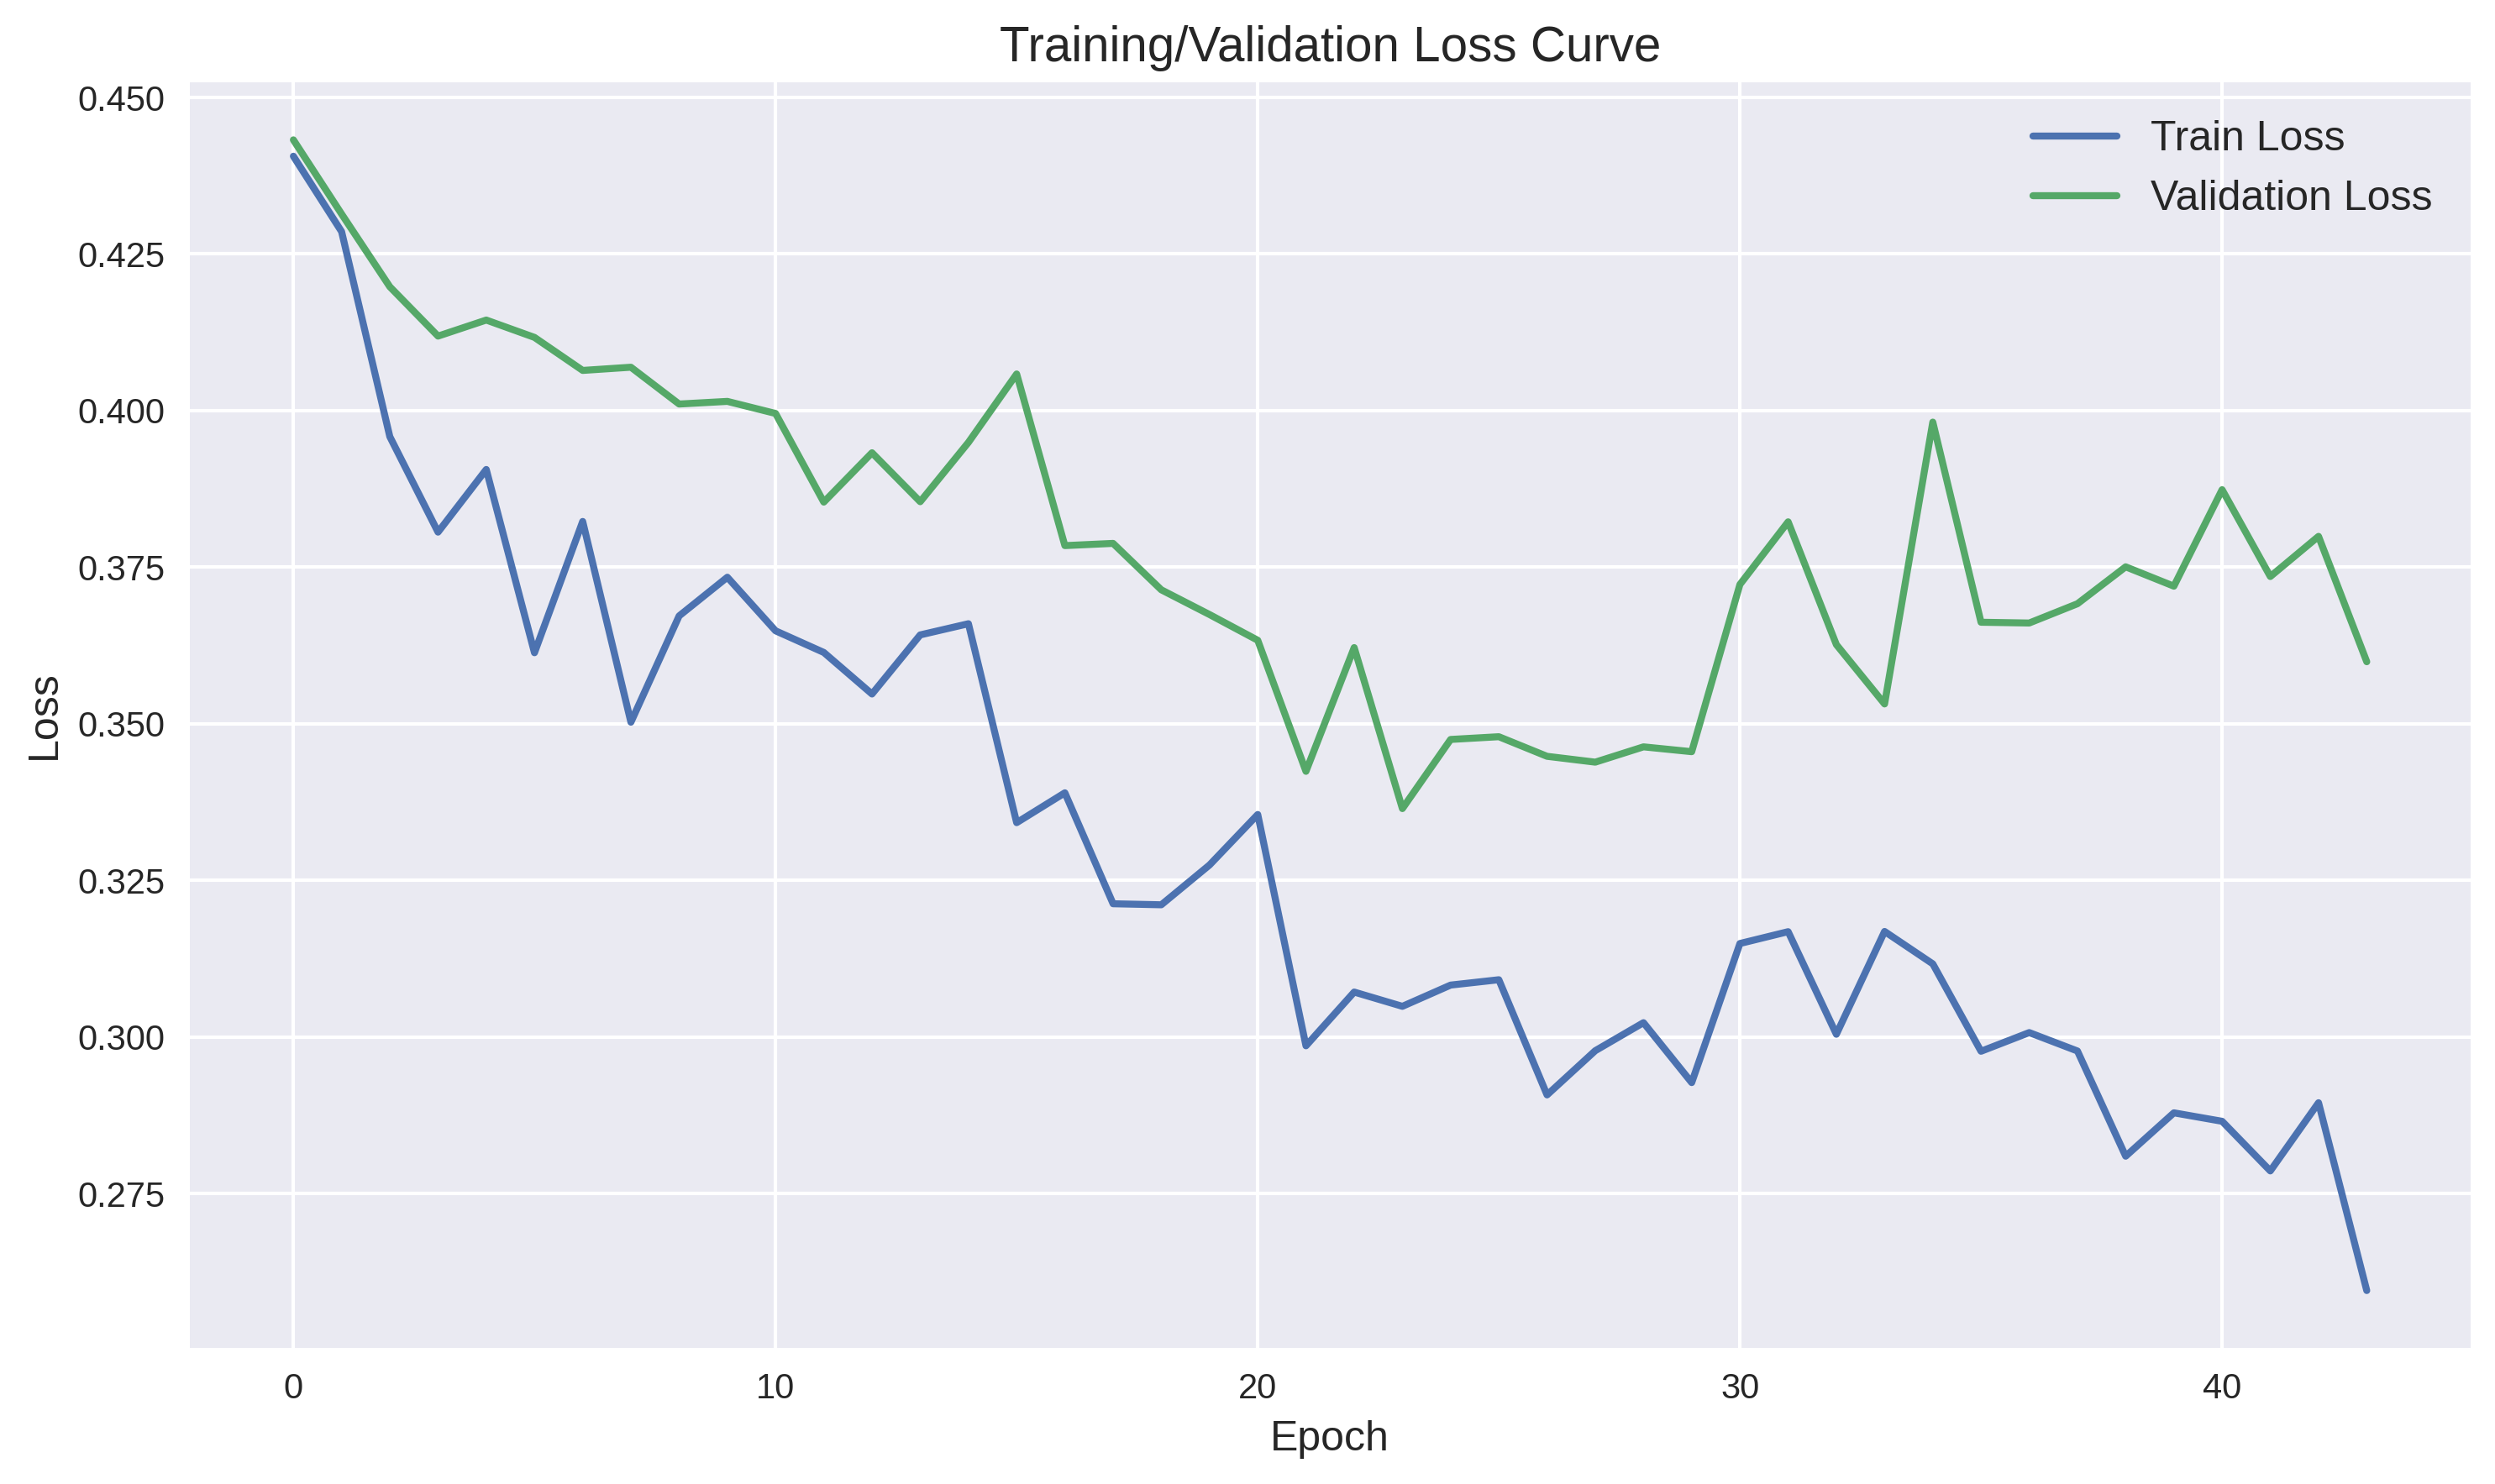 Training/Validation Loss Curve
Train Loss
Validation Loss
Loss
0.450
0.425
0.400
0.375
0.350
0.325
0.300
0.275
0 10 20 30 40
Epoch